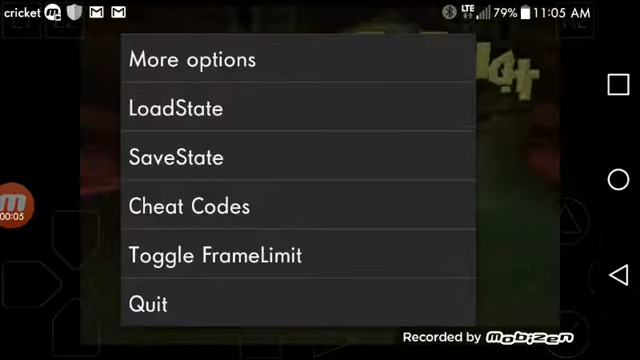 cricket
LTE
79%
11:05 AM
More options
LoadState
SaveState
Cheat Codes
Toggle FrameLimit
Quit
00:05
Recorded by mobizen